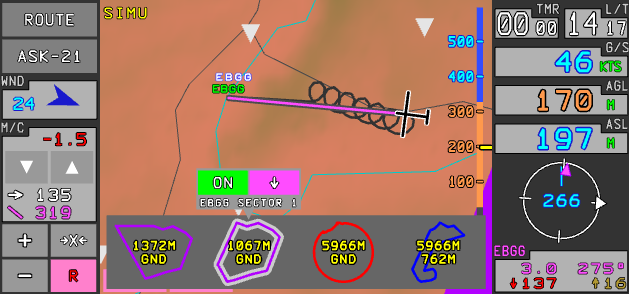 ROUTE
ASK-21
WND
24
M/C
-1.5
135
319
+
→X←
−
R
SIMU
EBGG
EBGG
ON
EBGG SECTOR 1
1372M
GND
1067M
GND
5966M
GND
5966M
762M
500
400
300
200
100
TMR
00 00
L/T
14 17
G/S
46 KTS
AGL
170 M
ASL
197 M
266
EBGG
3.0 275°
↓137 ↑16